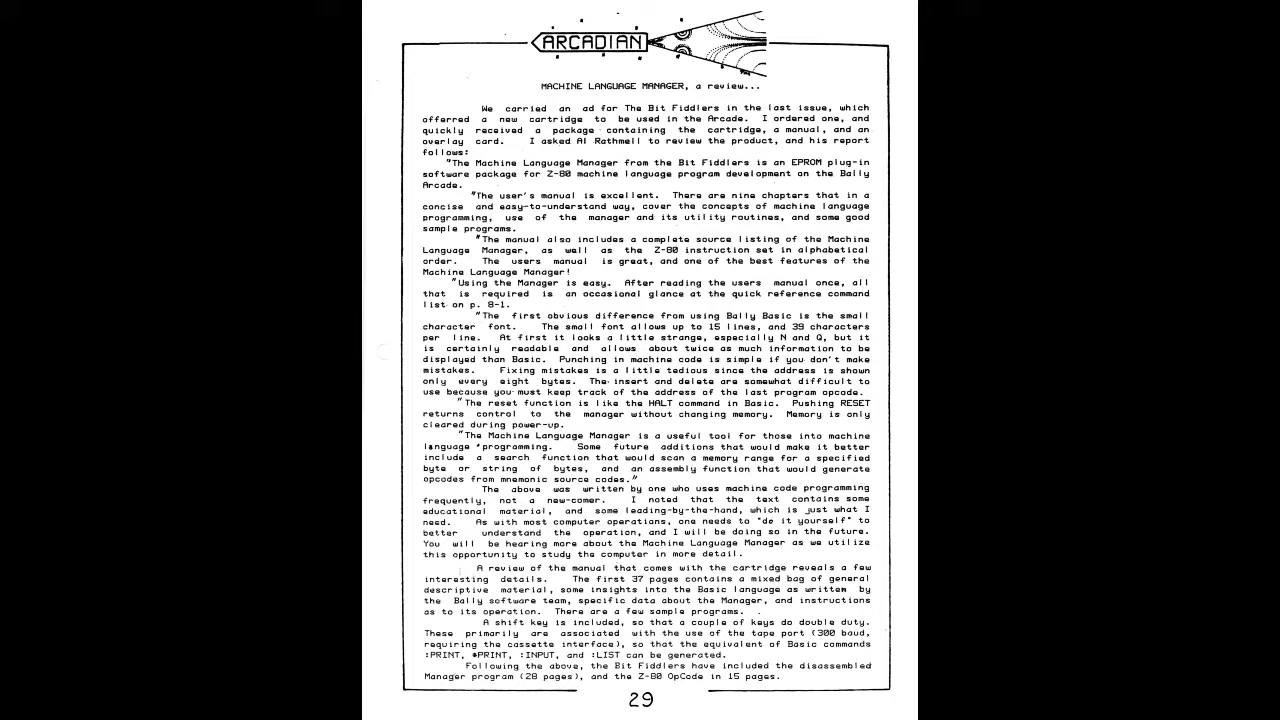 ARCADIAN
MACHINE LANGUAGE MANAGER, a review...
We carried an ad for The Bit Fiddlers in the last issue, which
offerred a new cartridge to be used in the Arcade. I ordered one, and
quickly received a package containing the cartridge, a manual, and an
overlay card. I asked Al Rathmell to review the product, and his report
follows:
"The Machine Language Manager from the Bit Fiddlers is an EPROM plug-in
software package for Z-80 machine language program development on the Bally
Arcade.
"The user's manual is excellent. There are nine chapters that in a
concise and easy-to-understand way, cover the concepts of machine language
programming, use of the manager and its utility routines, and some good
sample programs.
"The manual also includes a complete source listing of the Machine
Language Manager, as well as the Z-80 instruction set in alphabetical
order. The users manual is great, and one of the best features of the
Machine Language Manager!
"Using the Manager is easy. After reading the users manual once, all
that is required is an occasional glance at the quick reference command
list on p. 8-1.
"The first obvious difference from using Bally Basic is the small
character font. The small font allows up to 15 lines, and 39 characters
per line. At first it looks a little strange, especially N and Q, but it
is certainly readable and allows about twice as much information to be
displayed than Basic. Punching in machine code is simple if you don't make
mistakes. Fixing mistakes is a little tedious since the address is shown
only every eight bytes. The insert and delete are somewhat difficult to
use because you must keep track of the address of the last program opcode.
"The reset function is like the HALT command in Basic. Pushing RESET
returns control to the manager without changing memory. Memory is only
cleared during power-up.
"The Machine Language Manager is a useful tool for those into machine
language programming. Some future additions that would make it better
include a search function that would scan a memory range for a specified
byte or string of bytes, and an assembly function that would generate
opcodes from mnemonic source codes."
The above was written by one who uses machine code programming
frequently, not a new-comer. I noted that the text contains some
educational material, and some leading-by-the-hand, which is just what I
need. As with most computer operations, one needs to "do it yourself" to
better understand the operation, and I will be doing so in the future.
You will be hearing more about the Machine Language Manager as we utilize
this opportunity to study the computer in more detail.
A review of the manual that comes with the cartridge reveals a few
interesting details. The first 37 pages contains a mixed bag of general
descriptive material, some insights into the Basic language as written by
the Bally software team, specific data about the Manager, and instructions
as to its operation. There are a few sample programs.
A shift key is included, so that a couple of keys do double duty.
These primarily are associated with the use of the tape port (300 baud,
requiring the cassette interface), so that the equivalent of Basic commands
:PRINT, *PRINT, :INPUT, and :LIST can be generated.
Following the above, the Bit Fiddlers have included the disassembled
Manager program (28 pages), and the Z-80 OpCode in 15 pages.
29